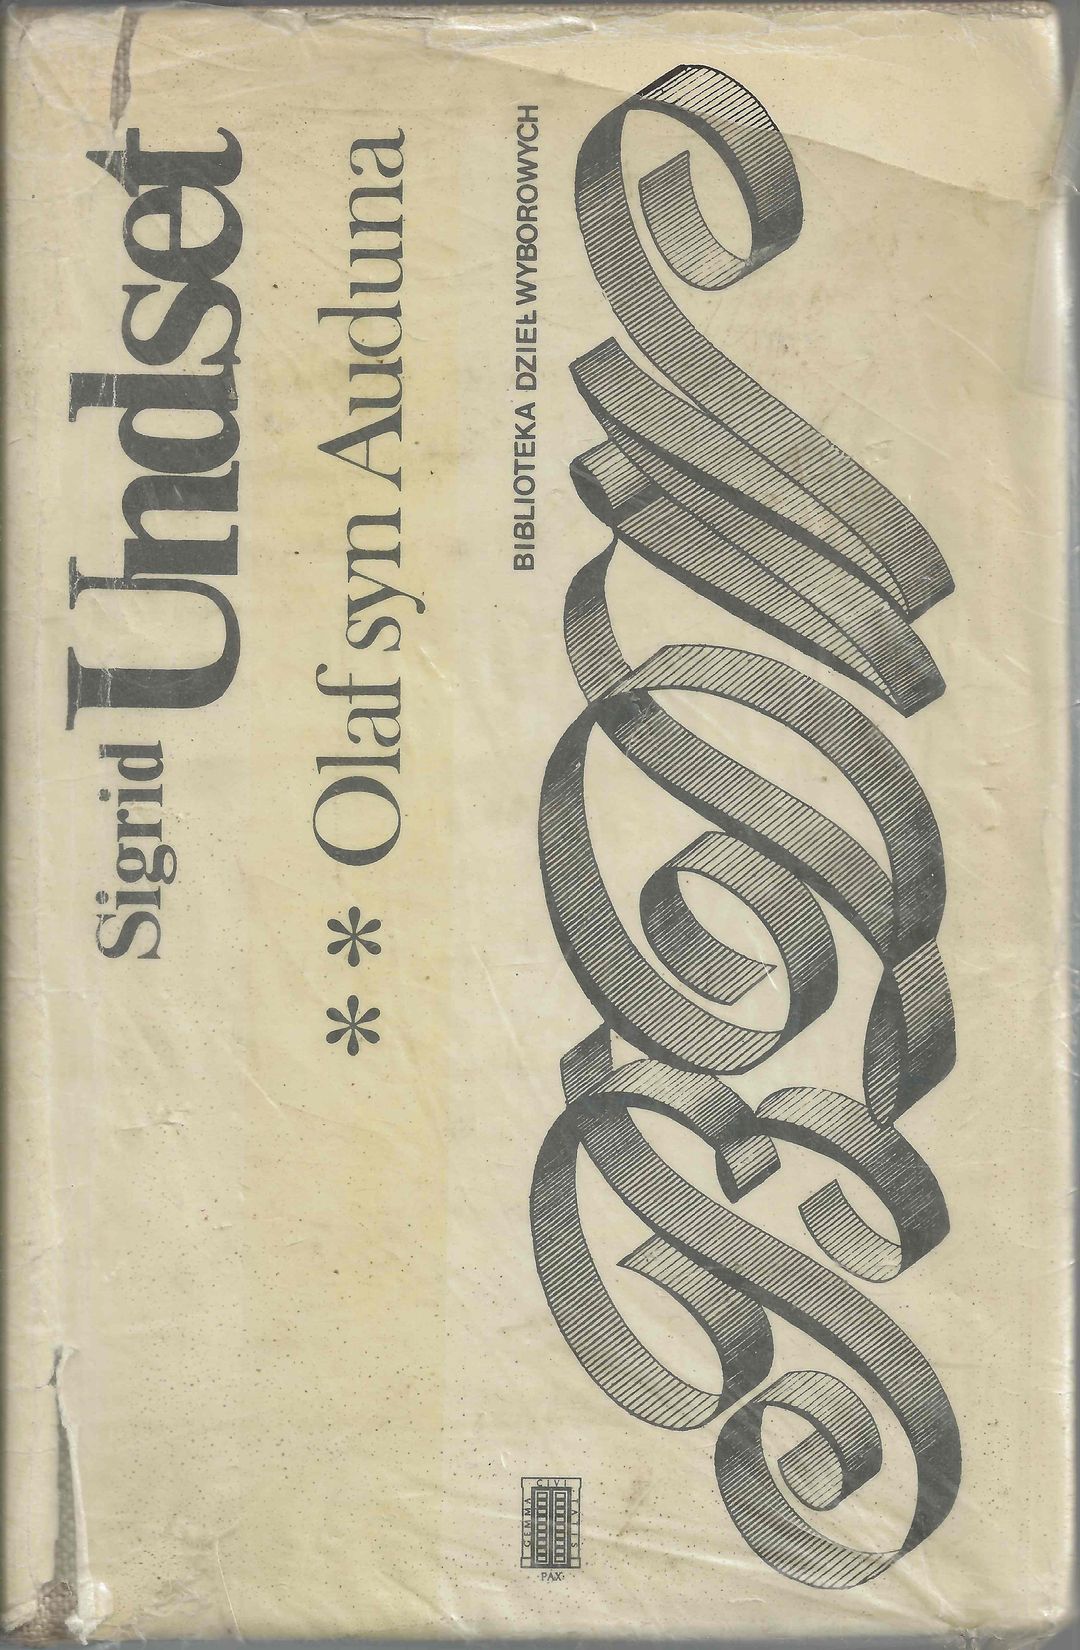 Sigrid Undset
** Olaf syn Auduna
BIBLIOTEKA DZIEŁ WYBOROWYCH
GEMMA CIVITATIS
·PAX·